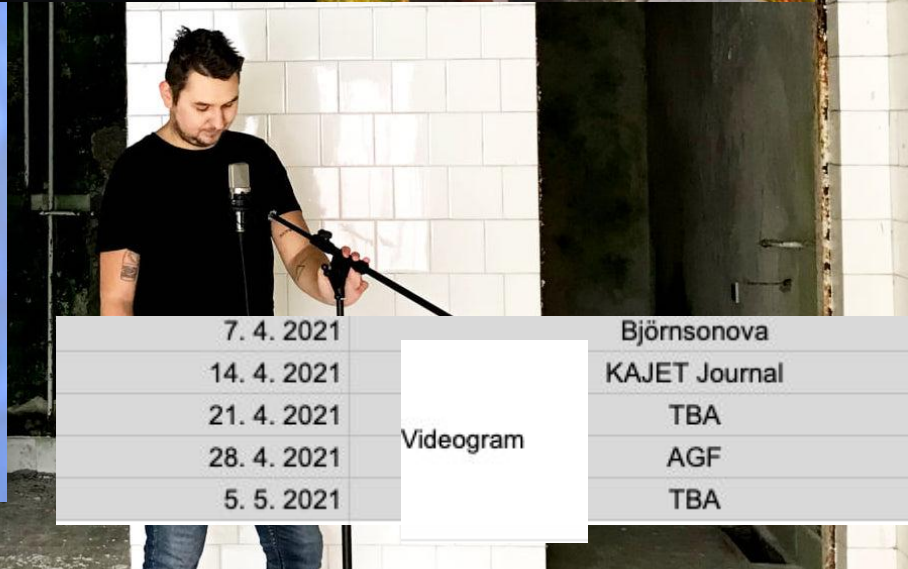 7. 4. 2021 Björnsonova
14. 4. 2021 KAJET Journal
21. 4. 2021 TBA
Videogram
28. 4. 2021 AGF
5. 5. 2021 TBA